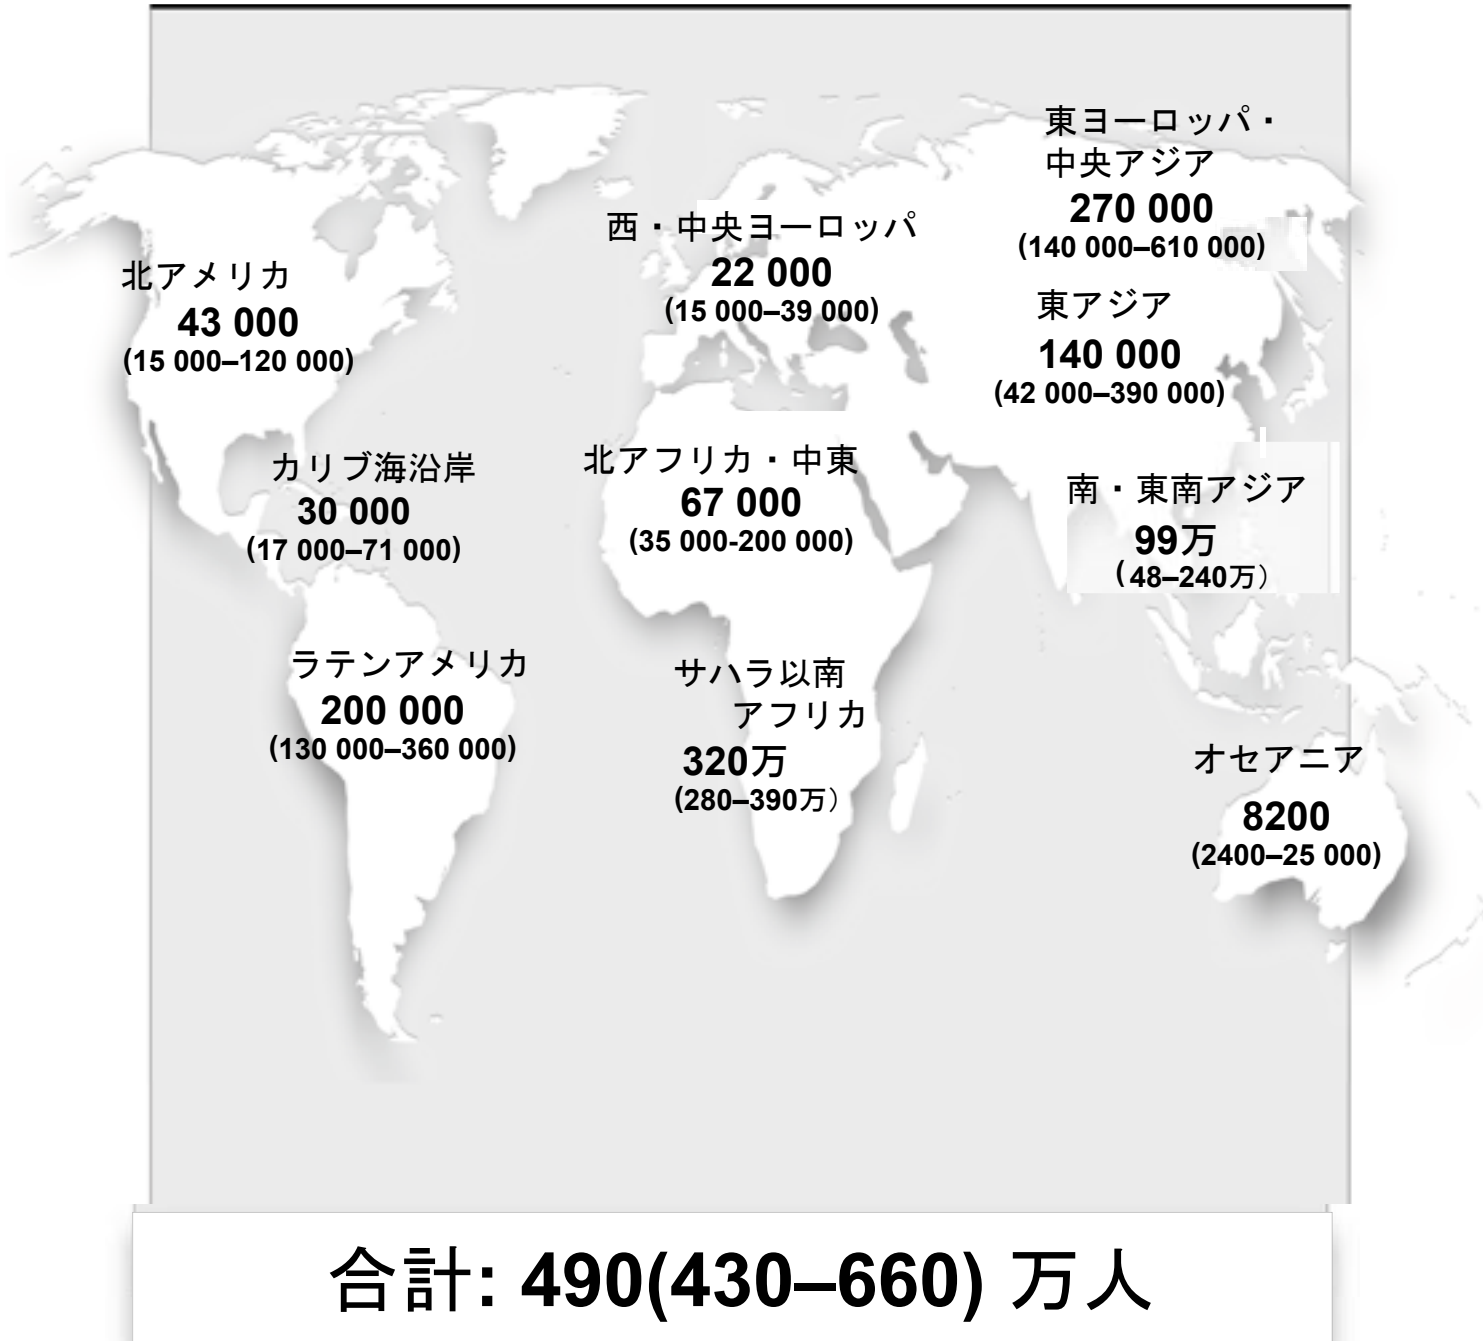 東ヨーロッパ・
中央アジア
270 000
(140 000–610 000)
西・中央ヨーロッパ
22 000
(15 000–39 000)
北アメリカ
43 000
(15 000–120 000)
東アジア
140 000
(42 000–390 000)
カリブ海沿岸
30 000
(17 000–71 000)
北アフリカ・中東
67 000
(35 000-200 000)
南・東南アジア
99万
(48–240万）
ラテンアメリカ
200 000
(130 000–360 000)
サハラ以南
アフリカ
320万
(280–390万）
オセアニア
8200
(2400–25 000)
合計: 490(430–660) 万人